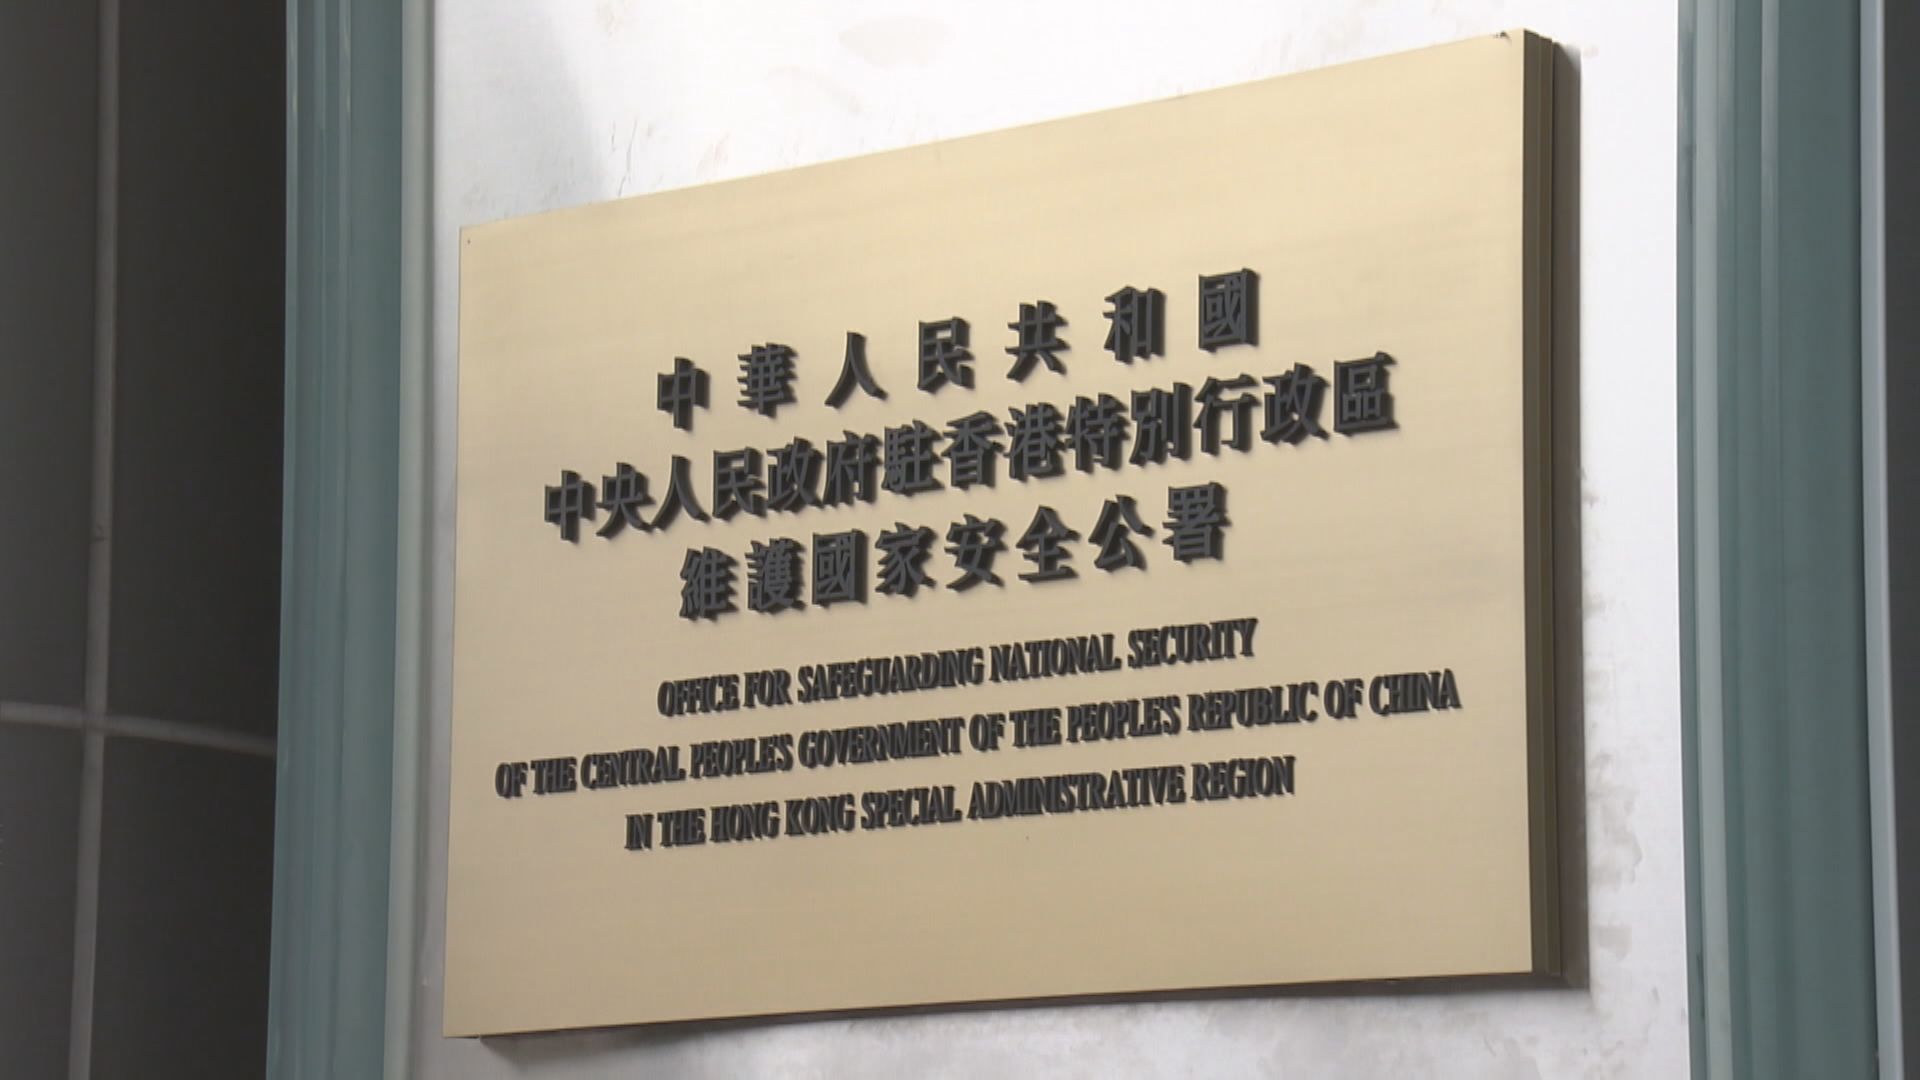 中華人民共和國
中央人民政府駐香港特別行政區
維護國家安全公署
OFFICE FOR SAFEGUARDING NATIONAL SECURITY
OF THE CENTRAL PEOPLE'S GOVERNMENT OF THE PEOPLE'S REPUBLIC OF CHINA
IN THE HONG KONG SPECIAL ADMINISTRATIVE REGION